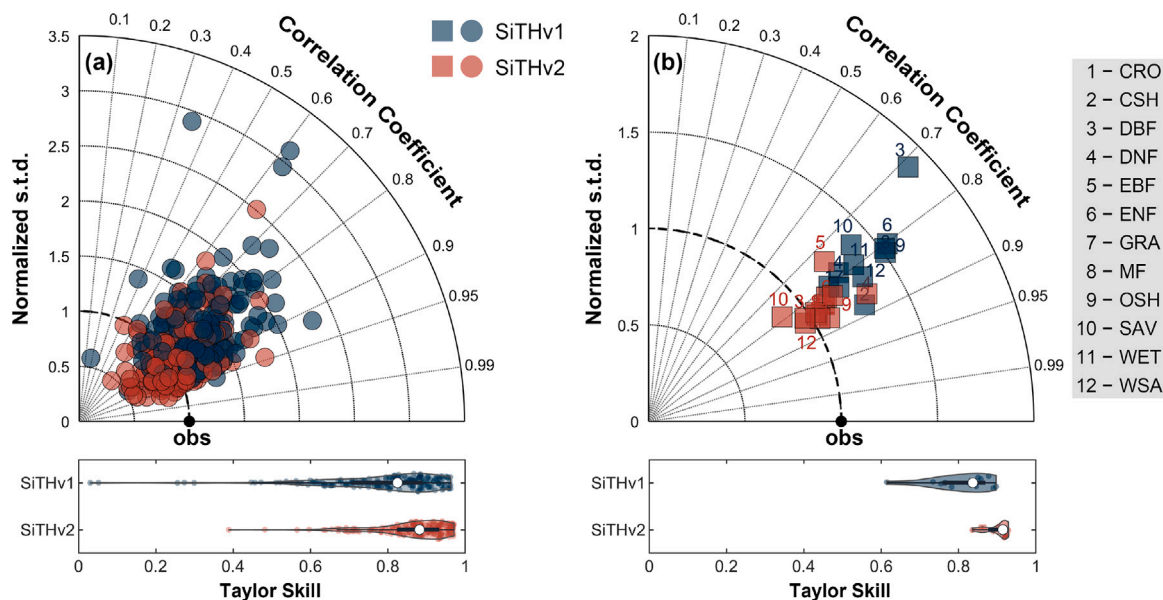 (a)
SiTHv1
SiTHv2
Normalized s.t.d.
3.5
3
2.5
2
1.5
1
0.5
0
0.1
0.2
0.3
0.4
0.5
0.6
0.7
0.8
0.9
0.95
0.99
Correlation Coefficient
obs
SiTHv1
SiTHv2
0
0.2
0.4
0.6
0.8
1
Taylor Skill
(b)
Normalized s.t.d.
2
1.5
1
0.5
0
0.1
0.2
0.3
0.4
0.5
0.6
0.7
0.8
0.9
0.95
0.99
Correlation Coefficient
3
6
9
10
11
12
5
2
10
3
9
12
obs
SiTHv1
SiTHv2
0
0.2
0.4
0.6
0.8
1
Taylor Skill
1 – CRO
2 – CSH
3 – DBF
4 – DNF
5 – EBF
6 – ENF
7 – GRA
8 – MF
9 – OSH
10 – SAV
11 – WET
12 – WSA